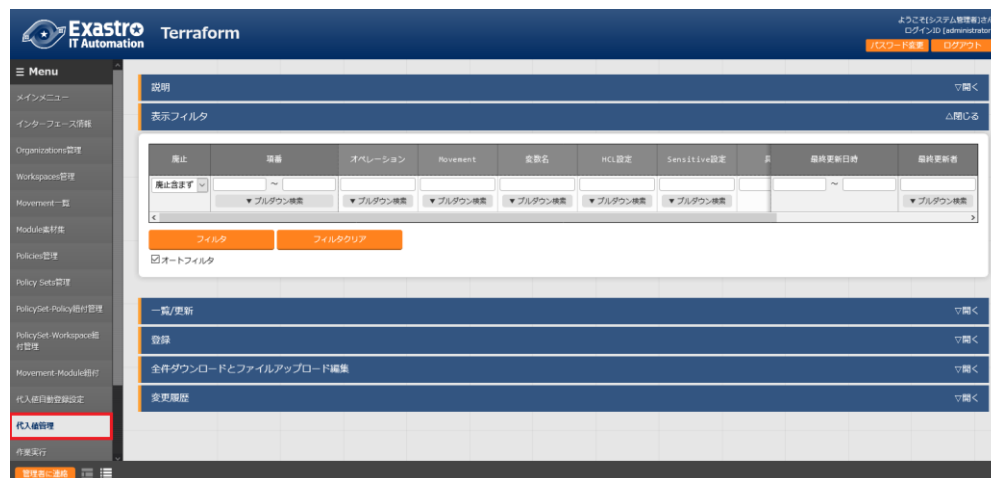 Exastro
IT Automation
Terraform
ようこそ[システム管理者]さん
ログインID [administrator
パスワード変更 ログアウト
☰ Menu
メインメニュー
インターフェース情報
Organizations管理
Workspaces管理
Movement一覧
Module素材集
Policies管理
Policy Sets管理
PolicySet-Policy紐付管理
PolicySet-Workspace紐
付管理
Movement-Module紐付
代入値自動登録設定
代入値管理
作業実行
管理者に連絡
説明 ▽開く
表示フィルタ △閉じる
廃止 項番 オペレーション Movement 変数名 HCL設定 Sensitive設定 最終更新日時 最終更新者
廃止含まず ~ ~
▼ プルダウン検索 ▼ プルダウン検索 ▼ プルダウン検索 ▼ プルダウン検索 ▼ プルダウン検索 ▼ プルダウン検索 ▼ プルダウン検索
フィルタ フィルタクリア
オートフィルタ
一覧/更新 ▽開く
登録 ▽開く
全件ダウンロードとファイルアップロード編集 ▽開く
変更履歴 ▽開く